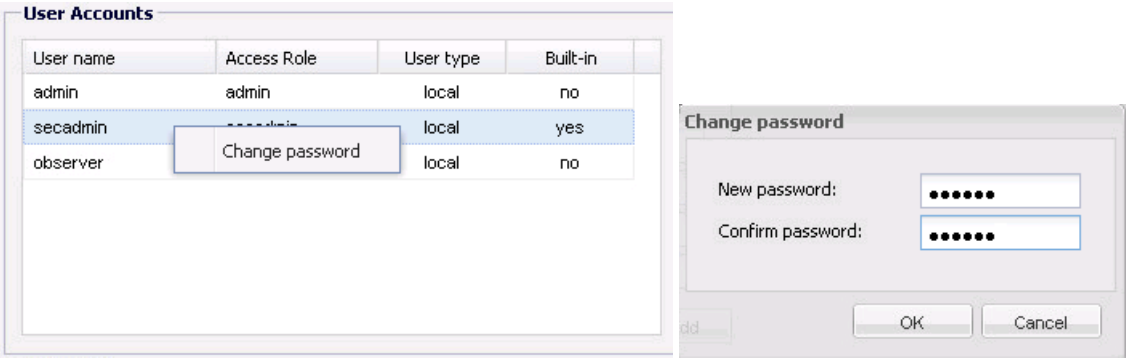 User Accounts
User name Access Role User type Built-in
admin admin local no
secadmin local yes
Change password
observer local no
Change password
New password: ●●●●●●
Confirm password: ●●●●●●
OK Cancel